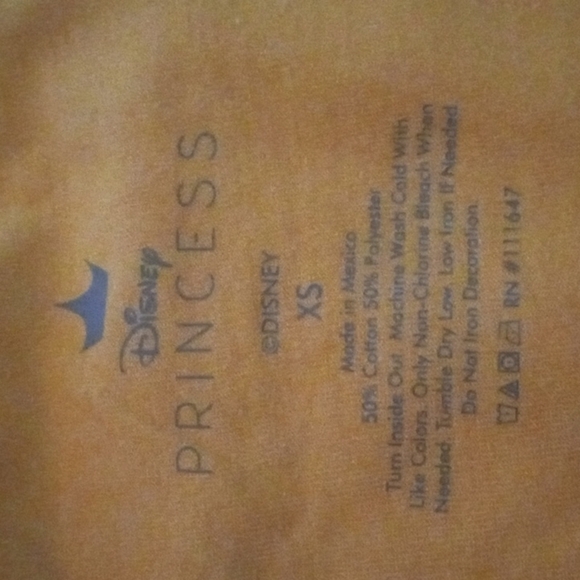 Disney
PRINCESS
©DISNEY
XS
Made in Mexico
50% Cotton 50% Polyester
Turn Inside Out Machine Wash Cold With
Like Colors. Only Non-Chlorine Bleach When
Needed Tumble Dry Low. Low Iron If Needed
Do Not Iron Decoration
RN #111647